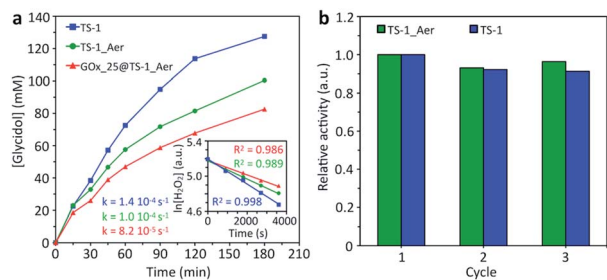 a
TS-1
TS-1_Aer
GOx_25@TS-1_Aer
[Glycidol] (mM)
140
120
100
80
60
40
20
0
k = 1.4 10⁻⁴ s⁻¹
k = 1.0 10⁻⁴ s⁻¹
k = 8.2 10⁻⁵ s⁻¹
0 30 60 90 120 150 180 210
Time (min)
ln[H₂O₂] (a.u.)
5.4
5.0
4.6
R² = 0.986
R² = 0.989
R² = 0.998
0 2000 4000
Time (s)
b
TS-1_Aer TS-1
Relative activity (a.u.)
1.2
1.0
0.8
0.6
0.4
0.2
0
1 2 3
Cycle